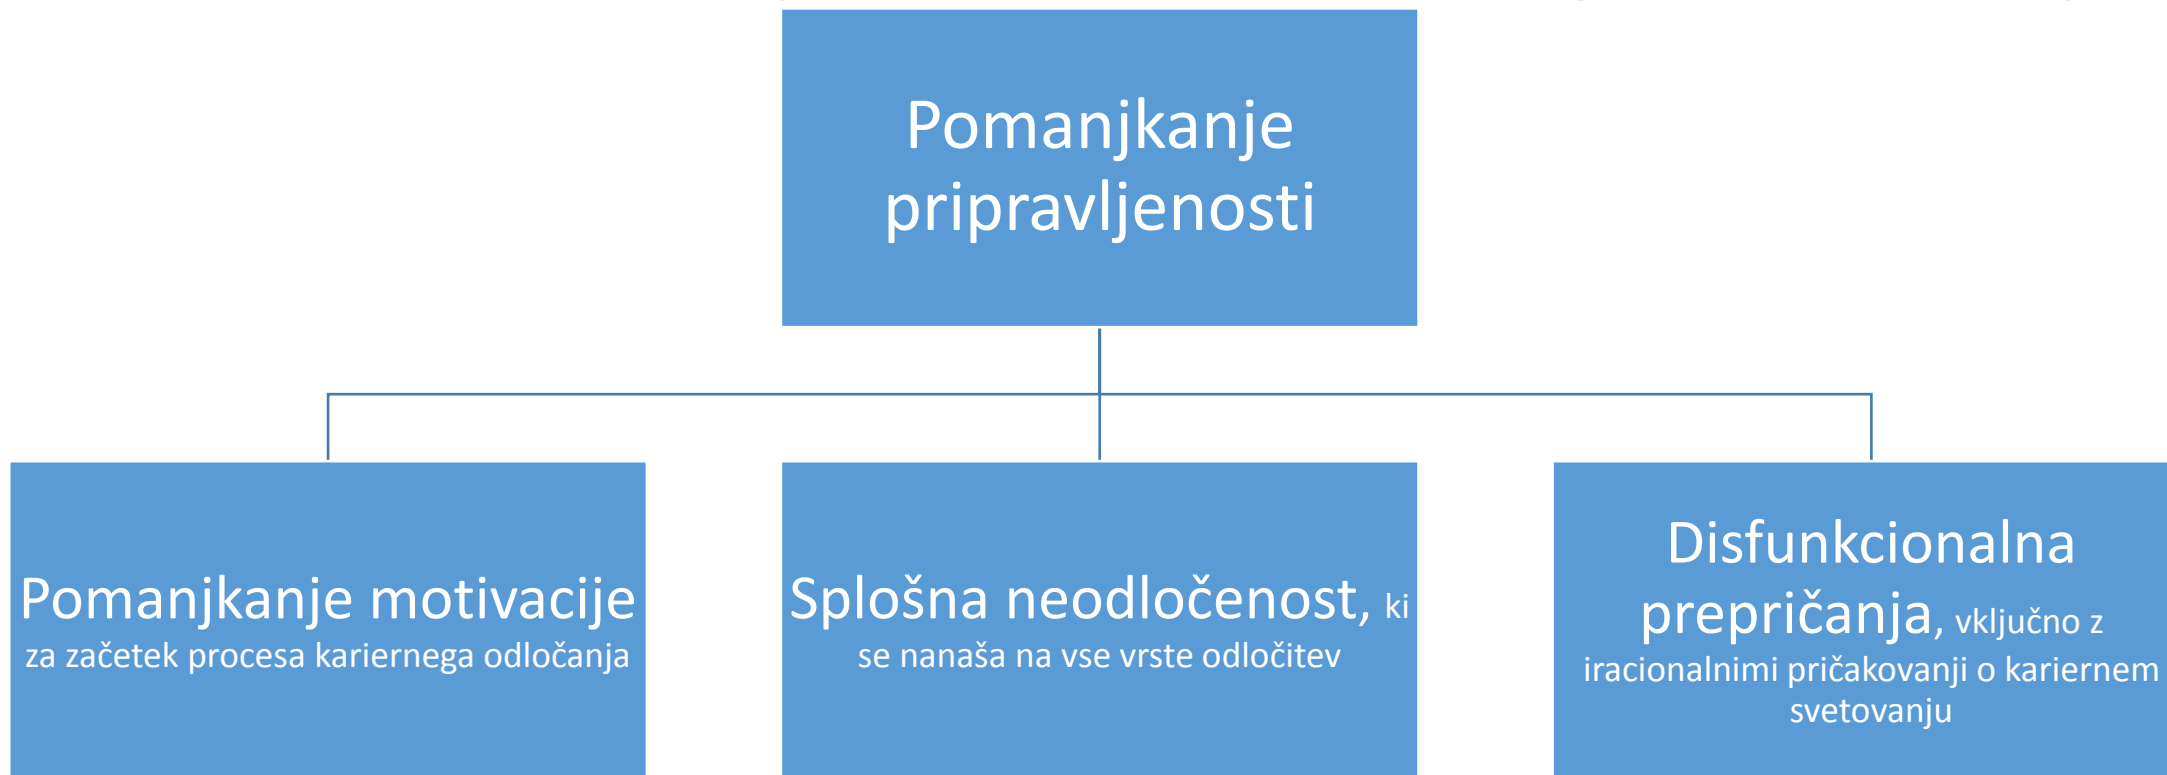 Pomanjkanje
pripravljenosti
Pomanjkanje motivacije
za začetek procesa kariernega odločanja
Splošna neodločenost, ki
se nanaša na vse vrste odločitev
Disfunkcionalna
prepričanja, vključno z
iracionalnimi pričakovanji o kariernem
svetovanju